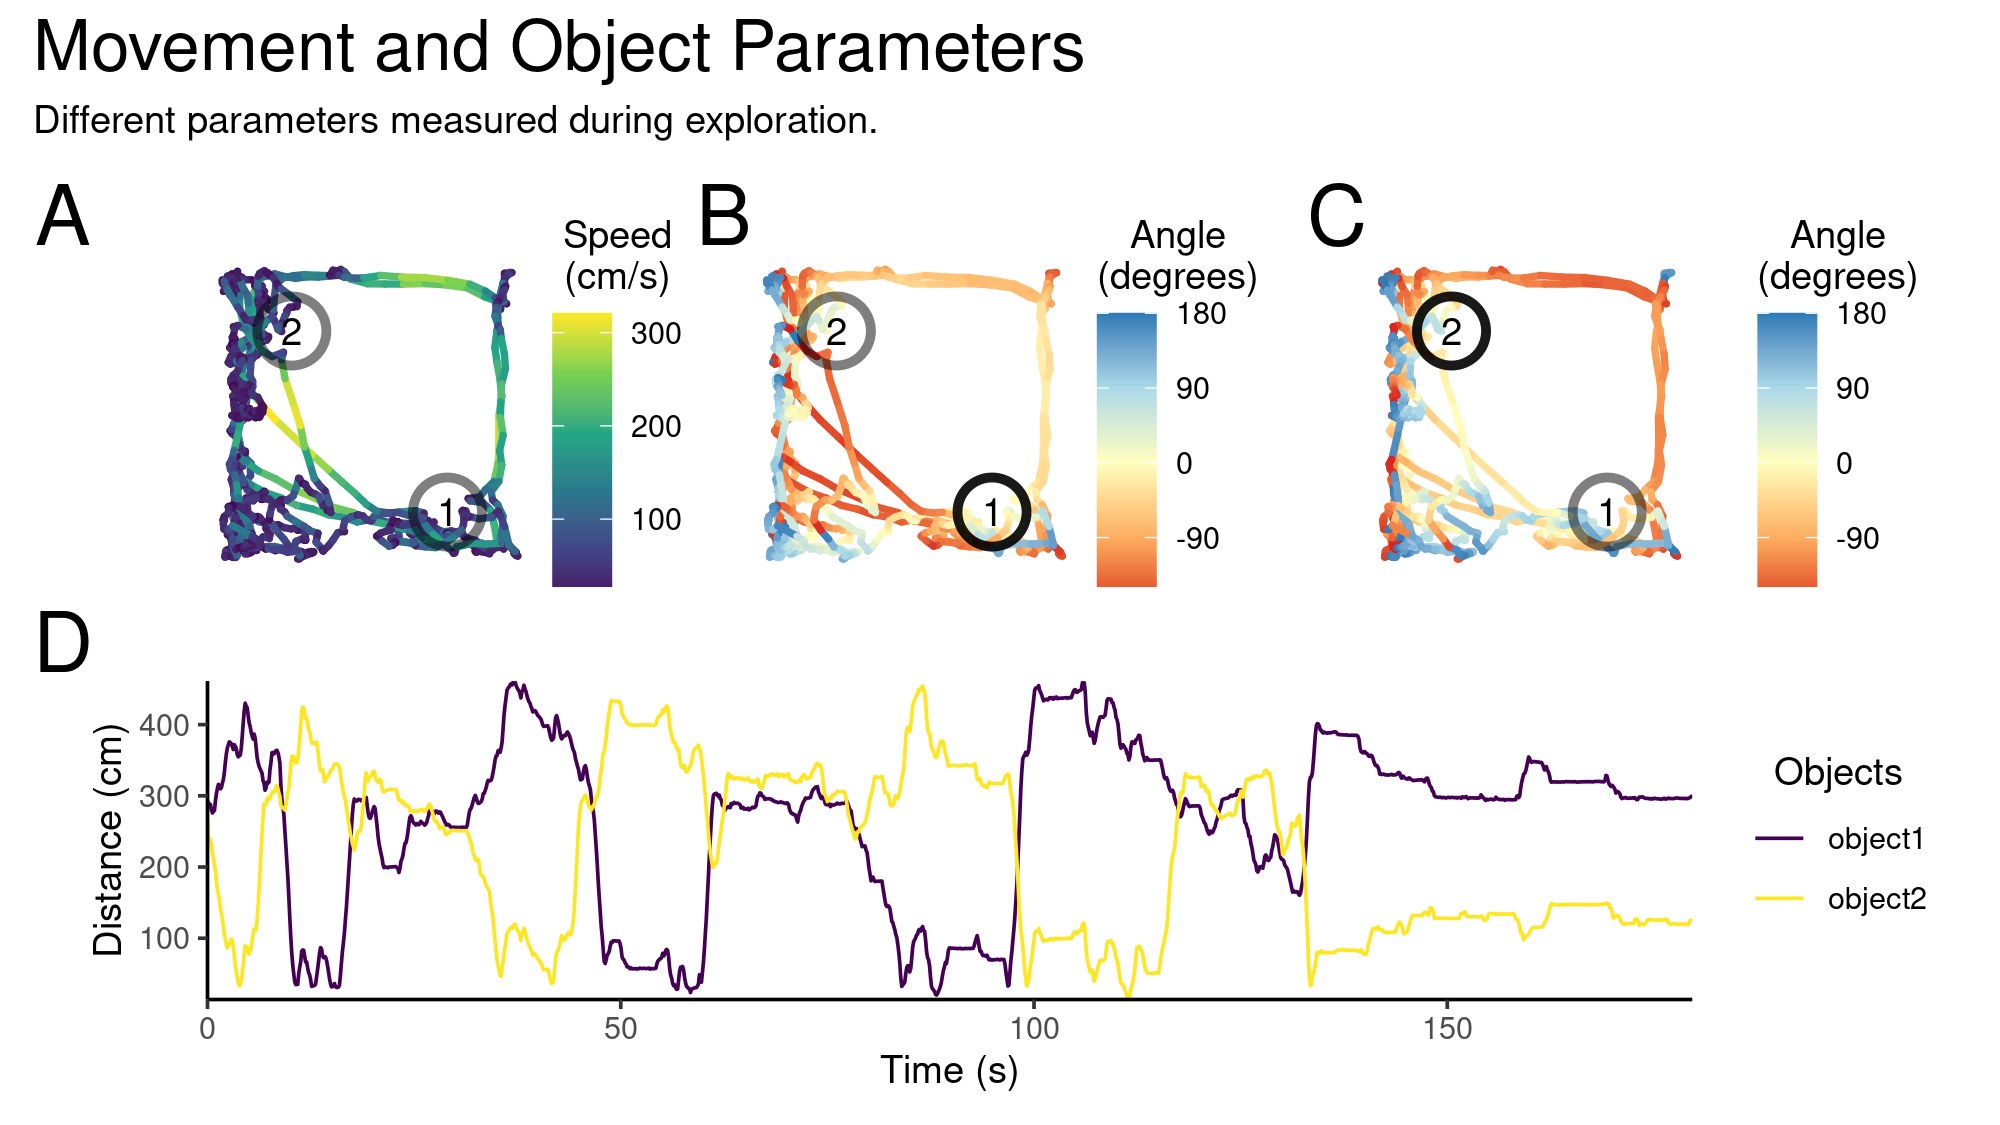 Movement and Object Parameters
Different parameters measured during exploration.
A
Speed
(cm/s)
300
200
100
2
1
B
Angle
(degrees)
180
90
0
-90
2
1
C
Angle
(degrees)
180
90
0
-90
2
1
D
Distance (cm)
400
300
200
100
0
50
100
150
Time (s)
Objects
object1
object2